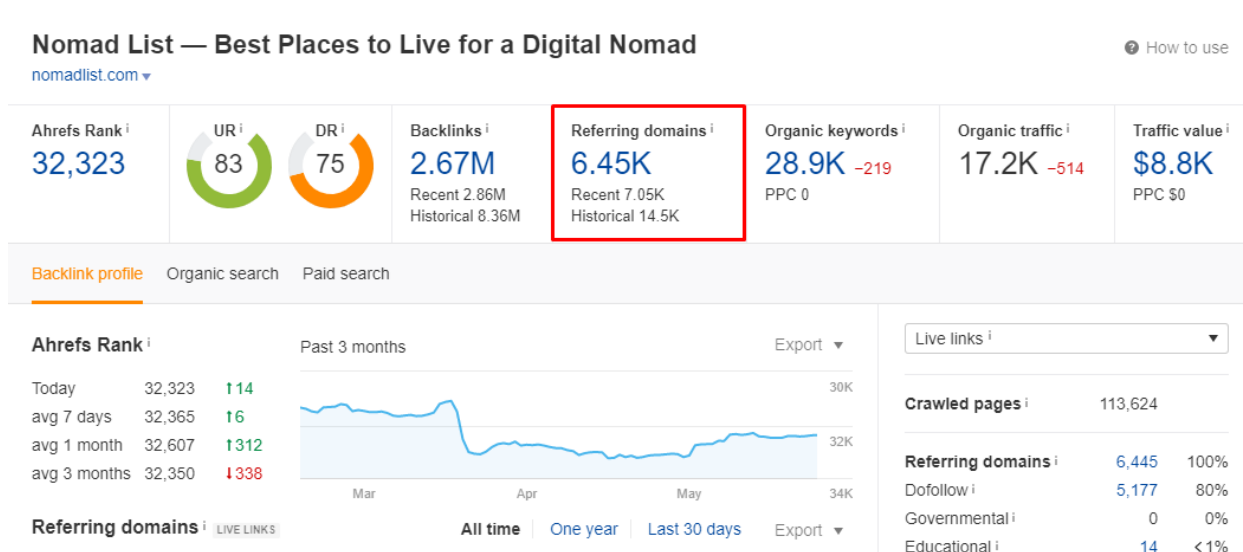 Nomad List — Best Places to Live for a Digital Nomad
How to use
nomadlist.com
Ahrefs Rank
32,323
UR
83
DR
75
Backlinks
2.67M
Recent 2.86M
Historical 8.36M
Referring domains
6.45K
Recent 7.05K
Historical 14.5K
Organic keywords
28.9K -219
PPC 0
Organic traffic
17.2K -514
Traffic value
$8.8K
PPC $0
Backlink profile Organic search Paid search
Ahrefs Rank
Past 3 months
Export
Today 32,323 ↑14
avg 7 days 32,365 ↑6
avg 1 month 32,607 ↑312
avg 3 months 32,350 ↓338
30K
32K
34K
Mar Apr May
Referring domains LIVE LINKS
All time One year Last 30 days Export
Live links
Crawled pages 113,624
Referring domains 6,445 100%
Dofollow 5,177 80%
Governmental 0 0%
Educational 14 <1%